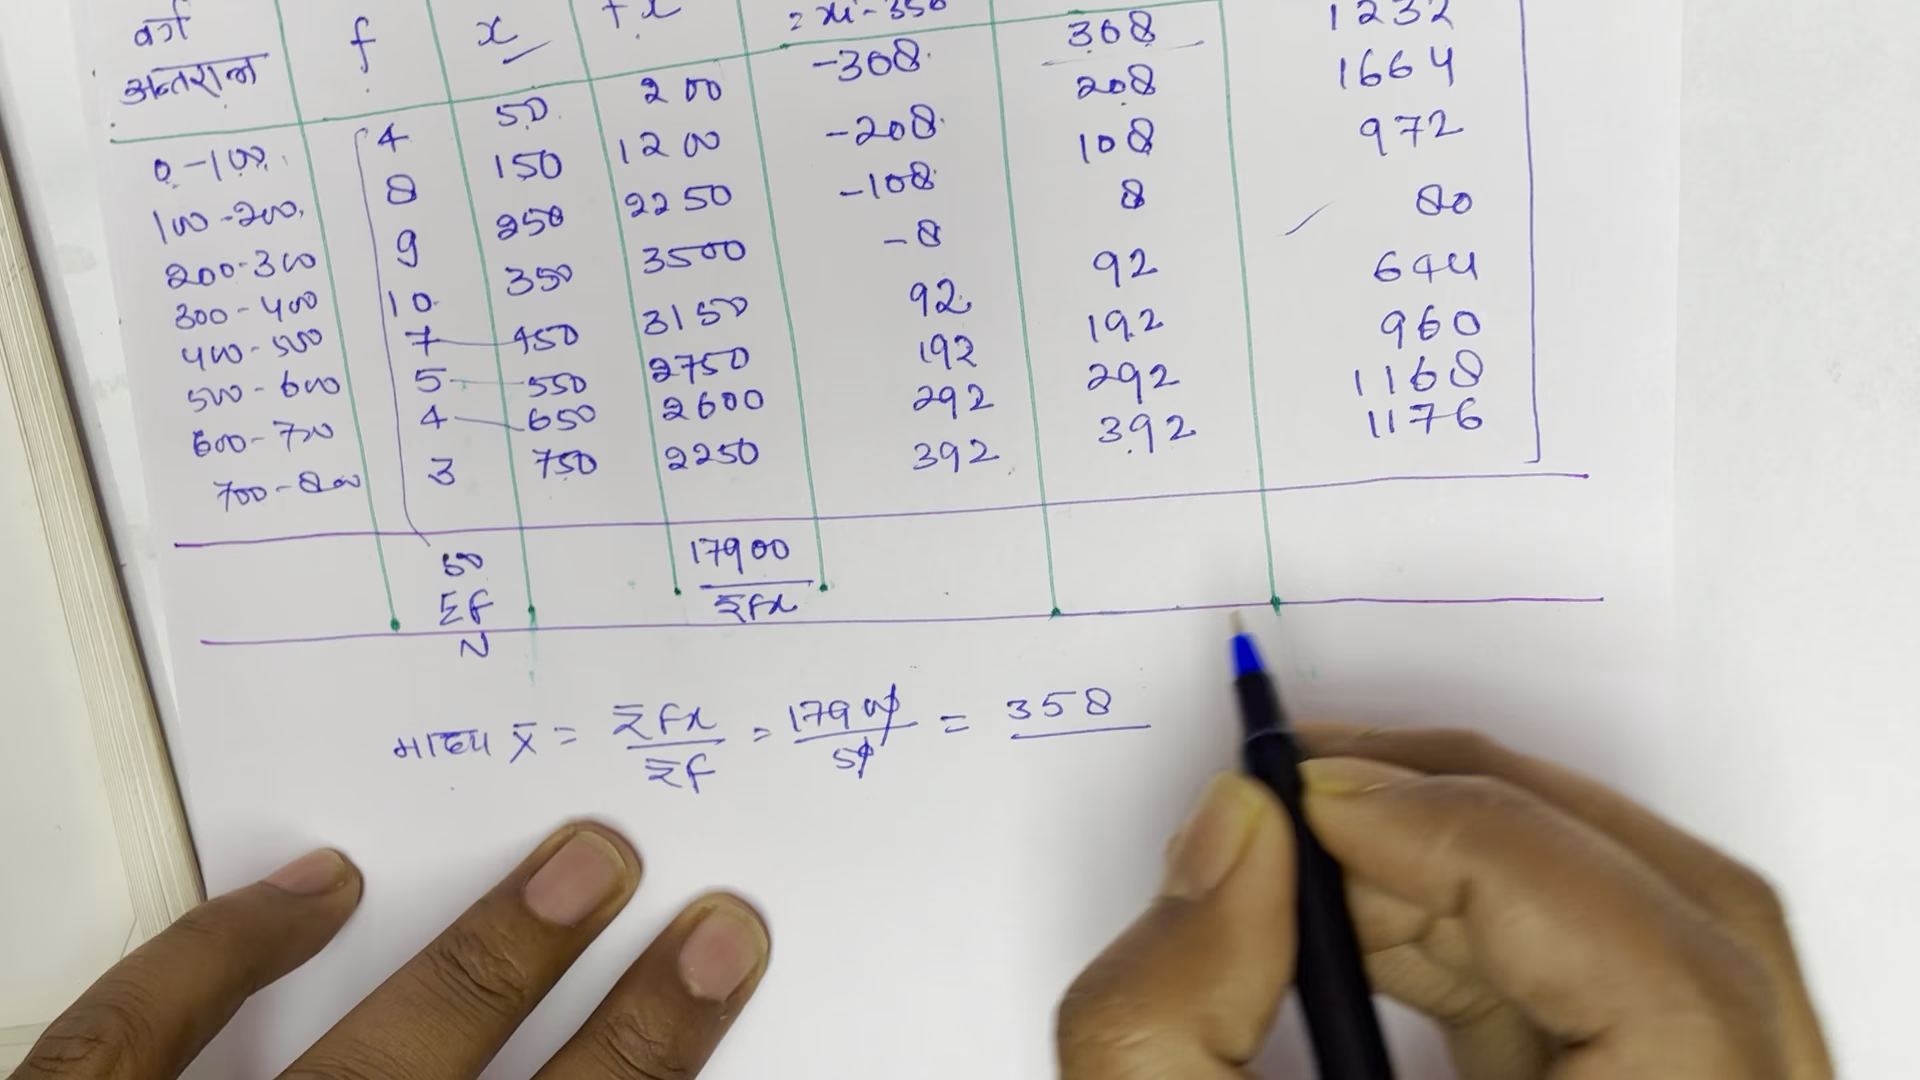 वर्ग अन्तराल f x = xi - 358
0-100 4 50 200 -308 308 1232
100-200 8 150 1200 -208 208 1664
200-300 9 250 2250 -108 108 972
300-400 10 350 3500 -8 8 80
400-500 7 450 3150 92 92 644
500-600 5 550 2750 192 192 960
600-700 4 650 2600 292 292 1168
700-800 3 750 2250 392 392 1176
50 17900
Σf Σfx
N
माध्य x̄ = Σfx / Σf = 17900 / 50 = 358